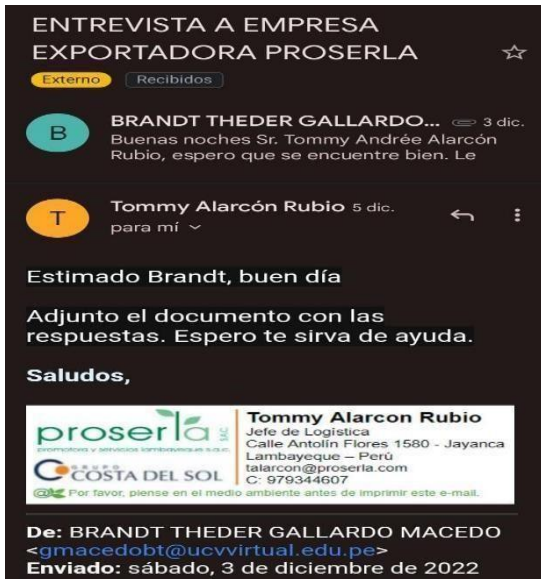 ENTREVISTA A EMPRESA
EXPORTADORA PROSERLA
Externo Recibidos
B
BRANDT THEDER GALLARDO... 3 dic.
Buenas noches Sr. Tommy Andrée Alarcón
Rubio, espero que se encuentre bien. Le
T
Tommy Alarcón Rubio 5 dic.
para mí
Estimado Brandt, buen día
Adjunto el documento con las
respuestas. Espero te sirva de ayuda.
Saludos,
proserla S.A.C.
promotora y servicios lambayeque s.a.c.
GRUPO
COSTA DEL SOL
Tommy Alarcon Rubio
Jefe de Logística
Calle Antolín Flores 1580 - Jayanca
Lambayeque – Perú
talarcon@proserla.com
C: 979344607
Por favor, piense en el medio ambiente antes de imprimir este e-mail.
De: BRANDT THEDER GALLARDO MACEDO
<gmacedobt@ucvvirtual.edu.pe>
Enviado: sábado, 3 de diciembre de 2022